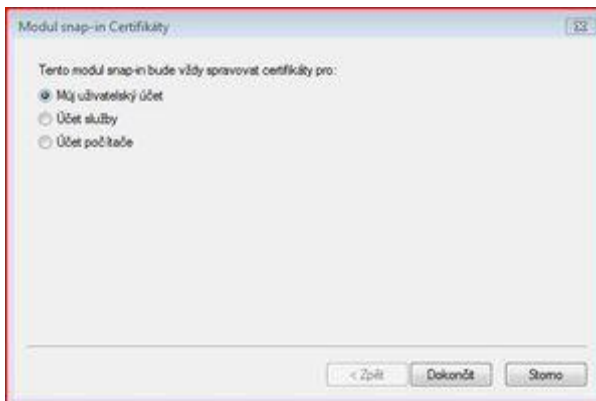 Modul snap-in Certifikáty
Tento modul snap-in bude vždy spravovat certifikáty pro:
Můj uživatelský účet
Účet služby
Účet počítače
< Zpět
Dokončit
Storno